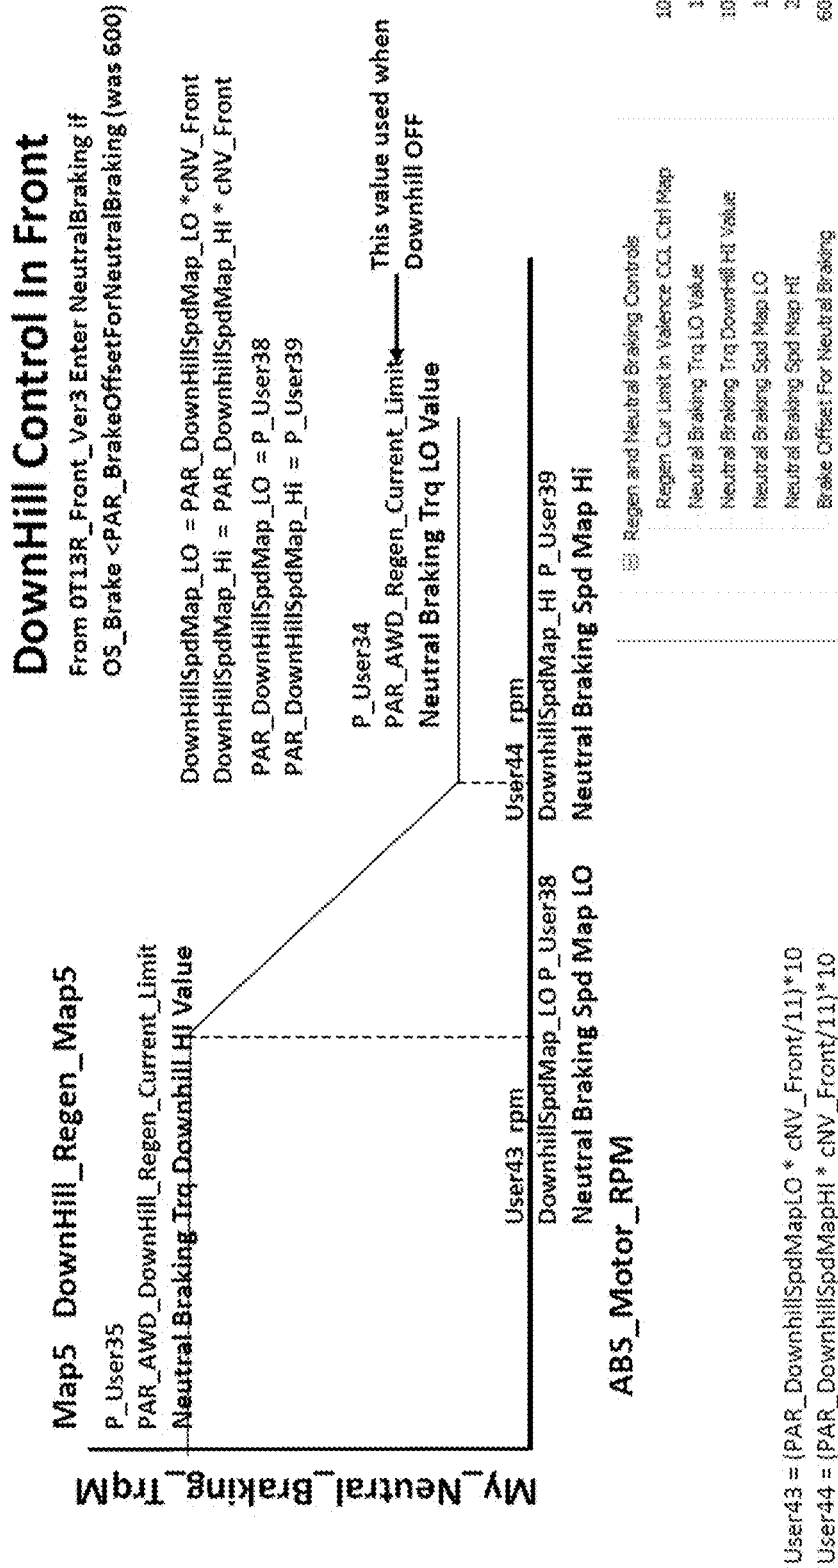 DownHill Control In Front
From OT13R_Front_Ver3 Enter NeutralBraking if
OS_Brake <PAR_BrakeOffsetForNeutralBraking (was 600)
Map5 DownHill_Regen_Map5
P_User35
PAR_AWD_DownHill_Regen_Current_Limit
Neutral Braking Trq Downhill HI Value
DownHillSpdMap_LO = PAR_DownHillSpdMap_LO *cNV_Front
DownHillSpdMap_Hi = PAR_DownhillSpdMap_HI * cNV_Front
PAR_DownHillSpdMap_LO = P_User38
PAR_DownHillSpdMap_Hi = P_User39
P_User34
PAR_AWD_Regen_Current_Limit
Neutral Braking Trq LO Value
This value used when
Downhill OFF
My_Neutral_Braking_TrqM
User43 rpm
DownhillSpdMap_LO P_User38
Neutral Braking Spd Map LO
User44 rpm
DownhillSpdMap_HI P_User39
Neutral Braking Spd Map Hi
ABS_Motor_RPM
Regen and Neutral Braking Controls
Regen Cur Limit in Valence CCL Ctrl Map
Neutral Braking Trq LO Value
Neutral Braking Trq DownHill HI Value
Neutral Braking Spd Map LO
Neutral Braking Spd Map HI
Brake Offset For Neutral Braking
User43 = (PAR_DownhillSpdMapLO * cNV_Front/11)*10
User44 = (PAR_DownhillSpdMapHI * cNV_Front/11)*10